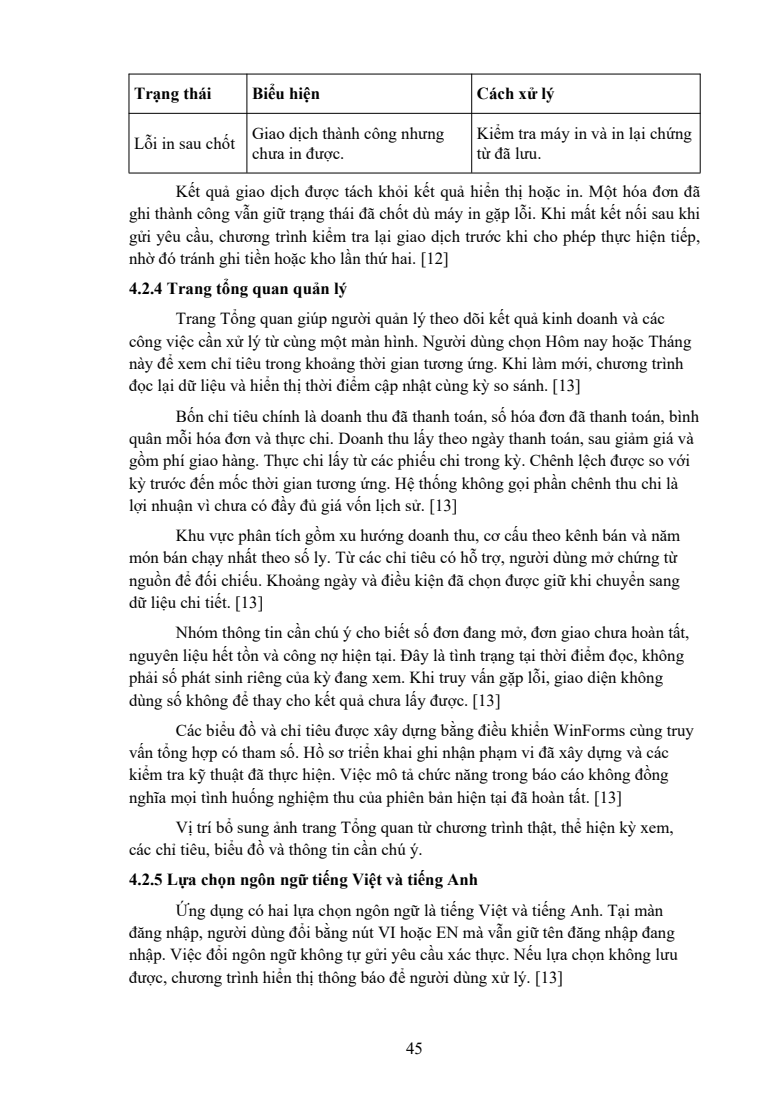 Trạng thái Biểu hiện Cách xử lý
Lỗi in sau chốt Giao dịch thành công nhưng chưa in được. Kiểm tra máy in và in lại chứng từ đã lưu.
Kết quả giao dịch được tách khỏi kết quả hiển thị hoặc in. Một hóa đơn đã
ghi thành công vẫn giữ trạng thái đã chốt dù máy in gặp lỗi. Khi mất kết nối sau khi
gửi yêu cầu, chương trình kiểm tra lại giao dịch trước khi cho phép thực hiện tiếp,
nhờ đó tránh ghi tiền hoặc kho lần thứ hai. [12]
4.2.4 Trang tổng quan quản lý
Trang Tổng quan giúp người quản lý theo dõi kết quả kinh doanh và các
công việc cần xử lý từ cùng một màn hình. Người dùng chọn Hôm nay hoặc Tháng
này để xem chỉ tiêu trong khoảng thời gian tương ứng. Khi làm mới, chương trình
đọc lại dữ liệu và hiển thị thời điểm cập nhật cùng kỳ so sánh. [13]
Bốn chỉ tiêu chính là doanh thu đã thanh toán, số hóa đơn đã thanh toán, bình
quân mỗi hóa đơn và thực chi. Doanh thu lấy theo ngày thanh toán, sau giảm giá và
gồm phí giao hàng. Thực chi lấy từ các phiếu chi trong kỳ. Chênh lệch được so với
kỳ trước đến mốc thời gian tương ứng. Hệ thống không gọi phần chênh thu chi là
lợi nhuận vì chưa có đầy đủ giá vốn lịch sử. [13]
Khu vực phân tích gồm xu hướng doanh thu, cơ cấu theo kênh bán và năm
món bán chạy nhất theo số ly. Từ các chỉ tiêu có hỗ trợ, người dùng mở chứng từ
nguồn để đối chiếu. Khoảng ngày và điều kiện đã chọn được giữ khi chuyển sang
dữ liệu chi tiết. [13]
Nhóm thông tin cần chú ý cho biết số đơn đang mở, đơn giao chưa hoàn tất,
nguyên liệu hết tồn và công nợ hiện tại. Đây là tình trạng tại thời điểm đọc, không
phải số phát sinh riêng của kỳ đang xem. Khi truy vấn gặp lỗi, giao diện không
dùng số không để thay cho kết quả chưa lấy được. [13]
Các biểu đồ và chỉ tiêu được xây dựng bằng điều khiển WinForms cùng truy
vấn tổng hợp có tham số. Hồ sơ triển khai ghi nhận phạm vi đã xây dựng và các
kiểm tra kỹ thuật đã thực hiện. Việc mô tả chức năng trong báo cáo không đồng
nghĩa mọi tình huống nghiệm thu của phiên bản hiện tại đã hoàn tất. [13]
Vị trí bổ sung ảnh trang Tổng quan từ chương trình thật, thể hiện kỳ xem,
các chỉ tiêu, biểu đồ và thông tin cần chú ý.
4.2.5 Lựa chọn ngôn ngữ tiếng Việt và tiếng Anh
Ứng dụng có hai lựa chọn ngôn ngữ là tiếng Việt và tiếng Anh. Tại màn
đăng nhập, người dùng đổi bằng nút VI hoặc EN mà vẫn giữ tên đăng nhập đang
nhập. Việc đổi ngôn ngữ không tự gửi yêu cầu xác thực. Nếu lựa chọn không lưu
được, chương trình hiển thị thông báo để người dùng xử lý. [13]
45